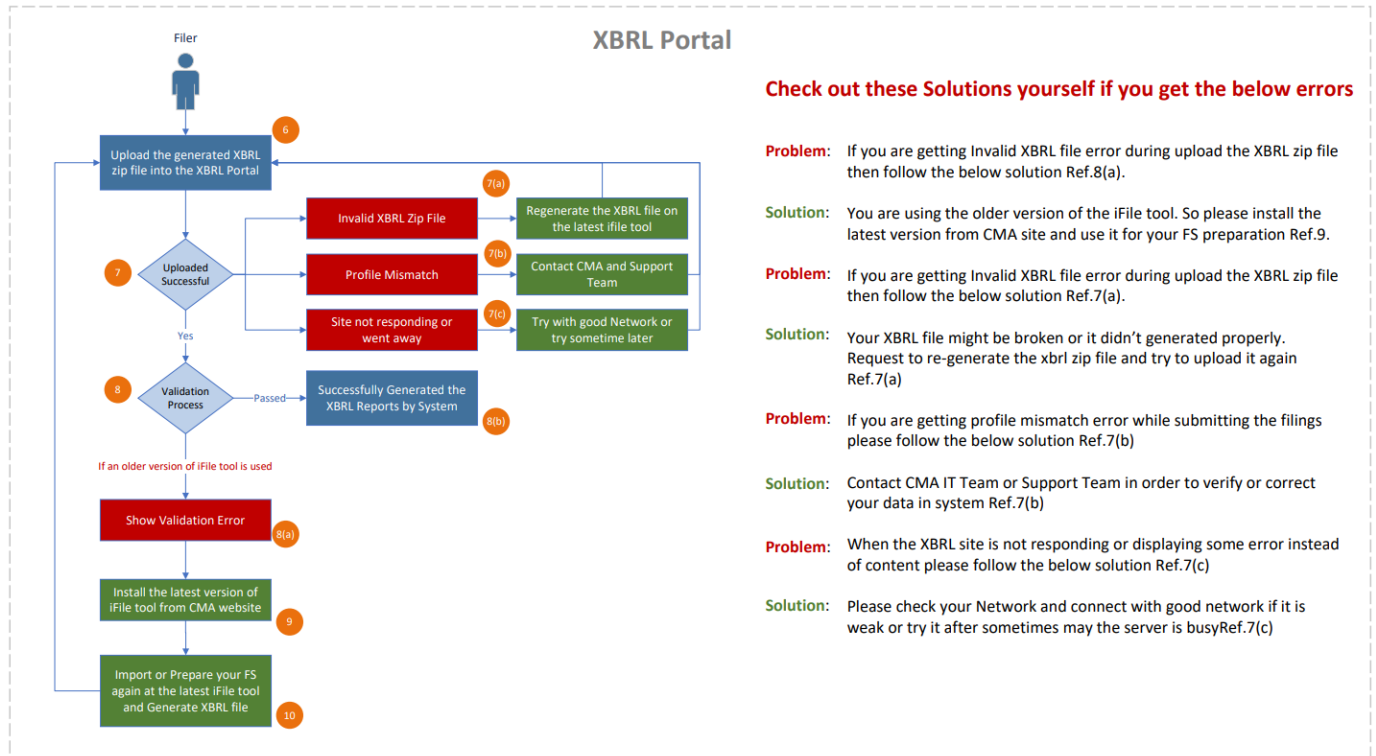 XBRL Portal
Filer
6
Upload the generated XBRL
zip file into the XBRL Portal
7(a)
Invalid XBRL Zip File
Regenerate the XBRL file on
the latest ifile tool
7
Uploaded
Successful
7(b)
Profile Mismatch
Contact CMA and Support
Team
7(c)
Site not responding or
went away
Try with good Network or
try sometime later
Yes
8
Validation
Process
Passed
Successfully Generated the
XBRL Reports by System
8(b)
If an older version of iFile tool is used
Show Validation Error
8(a)
Install the latest version of
iFile tool from CMA website
9
Import or Prepare your FS
again at the latest iFile tool
and Generate XBRL file
10
Check out these Solutions yourself if you get the below errors
Problem: If you are getting Invalid XBRL file error during upload the XBRL zip file
then follow the below solution Ref.8(a).
Solution: You are using the older version of the iFile tool. So please install the
latest version from CMA site and use it for your FS preparation Ref.9.
Problem: If you are getting Invalid XBRL file error during upload the XBRL zip file
then follow the below solution Ref.7(a).
Solution: Your XBRL file might be broken or it didn't generated properly.
Request to re-generate the xbrl zip file and try to upload it again
Ref.7(a)
Problem: If you are getting profile mismatch error while submitting the filings
please follow the below solution Ref.7(b)
Solution: Contact CMA IT Team or Support Team in order to verify or correct
your data in system Ref.7(b)
Problem: When the XBRL site is not responding or displaying some error instead
of content please follow the below solution Ref.7(c)
Solution: Please check your Network and connect with good network if it is
weak or try it after sometimes may the server is busyRef.7(c)